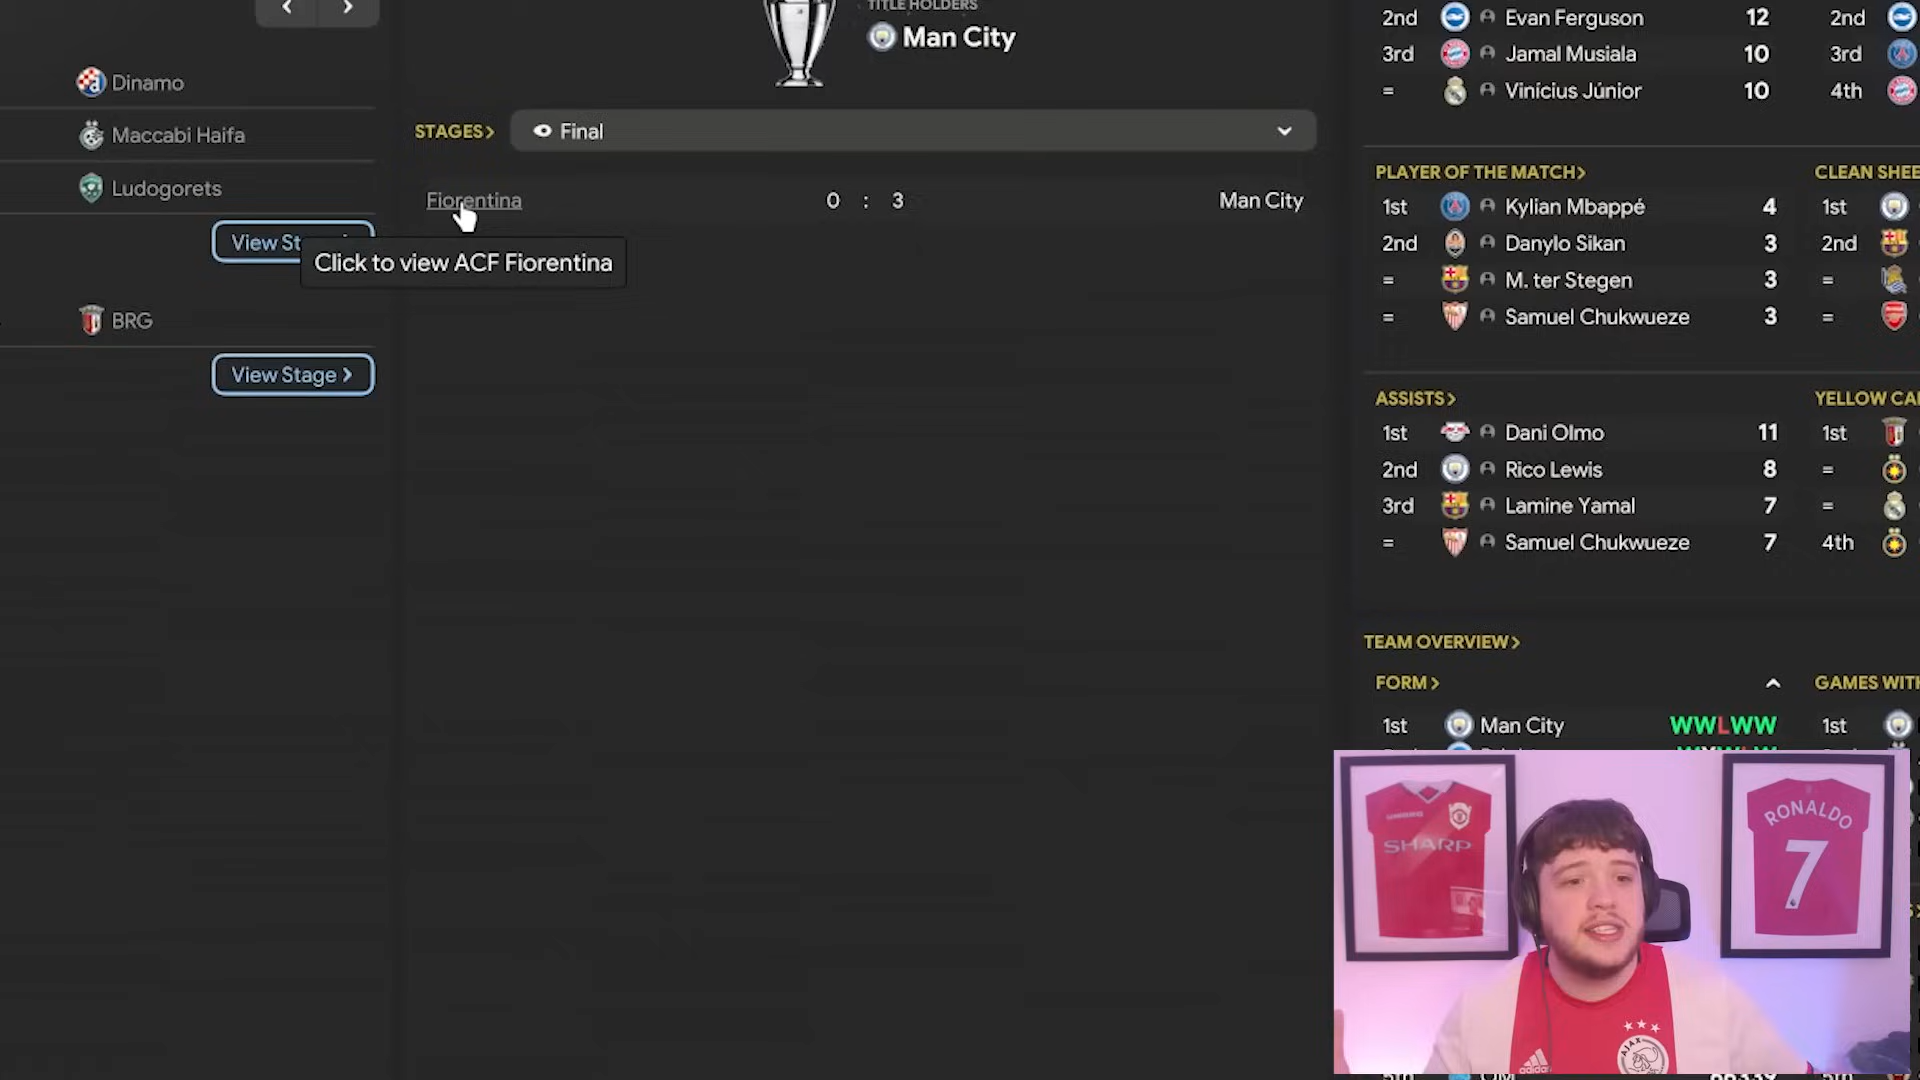 TITLE HOLDERS
Man City
Dinamo
Maccabi Haifa
Ludogorets
View St
BRG
View Stage >
STAGES>
Final
Fiorentina 0 : 3 Man City
Click to view ACF Fiorentina
2nd Evan Ferguson 12 2nd
3rd Jamal Musiala 10 3rd
= Vinícius Júnior 10 4th
PLAYER OF THE MATCH> CLEAN SHEE
1st Kylian Mbappé 4 1st
2nd Danylo Sikan 3 2nd
= M. ter Stegen 3 =
= Samuel Chukwueze 3 =
ASSISTS> YELLOW CA
1st Dani Olmo 11 1st
2nd Rico Lewis 8 =
3rd Lamine Yamal 7 =
= Samuel Chukwueze 7 4th
TEAM OVERVIEW>
FORM> GAMES WIT
1st Man City WWLWW 1st
SHARP
RONALDO
7
AJAX
adidas